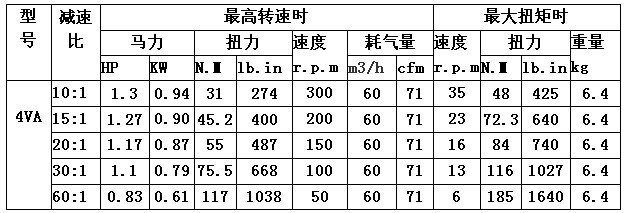 型号 减速比 最高转速时 最大扭矩时
马力 扭力 速度 耗气量 速度 扭力 重量
HP KW N.M lb.in r.p.m m3/h cfm r.p.m N.M lb.in kg
4VA 10:1 1.3 0.94 31 274 300 60 71 35 48 425 6.4
15:1 1.27 0.90 45.2 400 200 60 71 23 72.3 640 6.4
20:1 1.17 0.87 55 487 150 60 71 16 84 740 6.4
30:1 1.1 0.79 75.5 668 100 60 71 13 116 1027 6.4
60:1 0.83 0.61 117 1038 50 60 71 6 185 1640 6.4